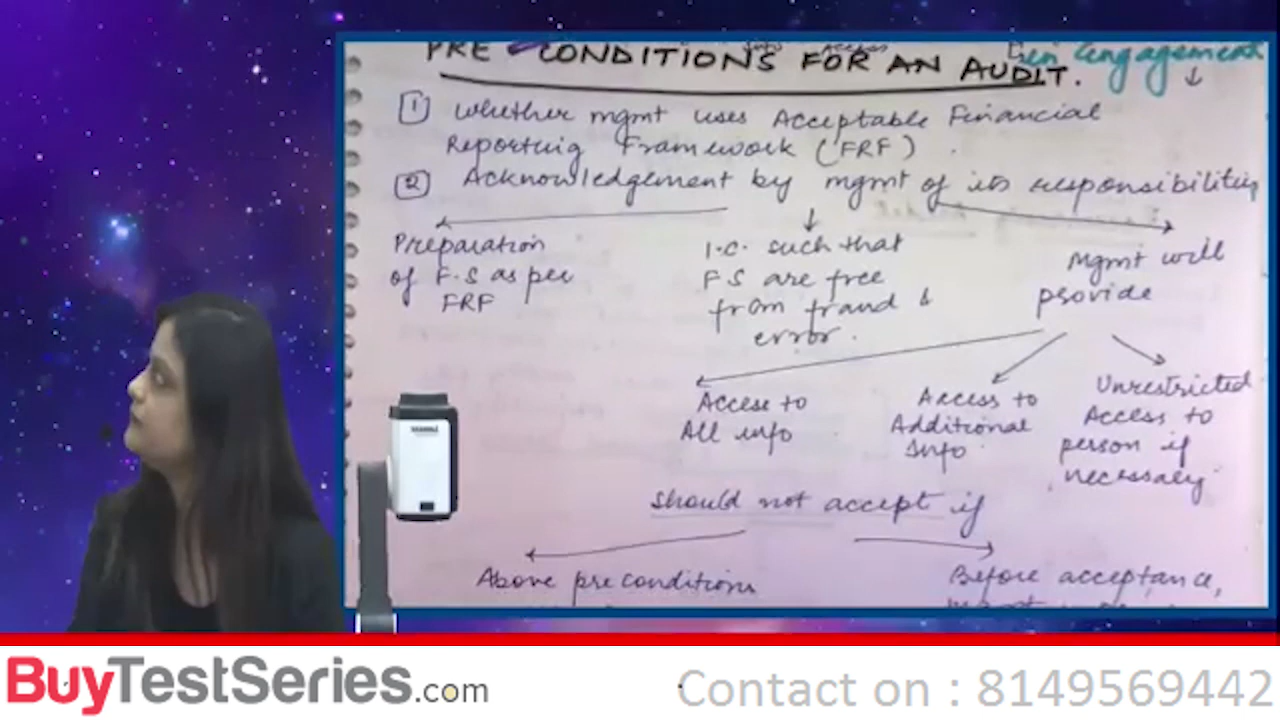 PRE CONDITIONS FOR AN AUDIT.
engagement
1 Whether mgmt uses Acceptable Financial
Reporting Framework (FRF).
2 Acknowledgement by mgmt of its responsibilities
Preparation
of F.S as per
FRF
I.C. such that
F S are free
from fraud &
error.
Mgmt will
provide
Access to
All info
Access to
Additional
Info
Unrestricted
Access to
person if
necessary
should not accept if
Above pre conditions
Before acceptance,
BuyTestSeries.com
Contact on : 8149569442